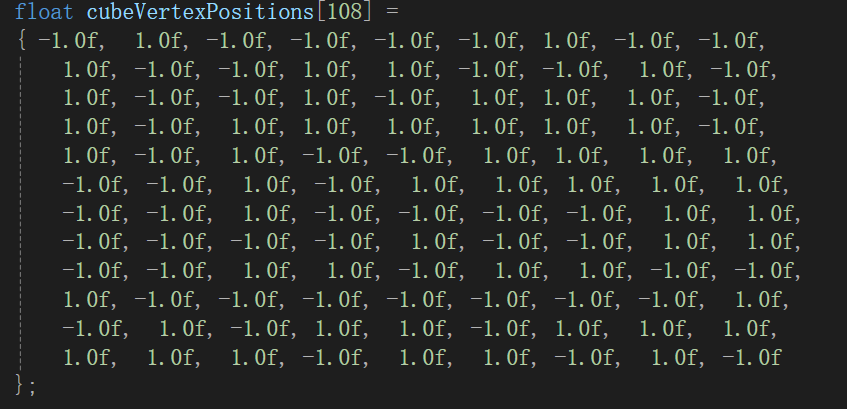 float cubeVertexPositions[108] =
{ -1.0f, 1.0f, -1.0f, -1.0f, -1.0f, -1.0f, 1.0f, -1.0f, -1.0f,
1.0f, -1.0f, -1.0f, 1.0f, 1.0f, -1.0f, -1.0f, 1.0f, -1.0f,
1.0f, -1.0f, -1.0f, 1.0f, -1.0f, 1.0f, 1.0f, 1.0f, -1.0f,
1.0f, -1.0f, 1.0f, 1.0f, 1.0f, 1.0f, 1.0f, 1.0f, -1.0f,
1.0f, -1.0f, 1.0f, -1.0f, -1.0f, 1.0f, 1.0f, 1.0f, 1.0f,
-1.0f, -1.0f, 1.0f, -1.0f, 1.0f, 1.0f, 1.0f, 1.0f, 1.0f,
-1.0f, -1.0f, 1.0f, -1.0f, -1.0f, -1.0f, -1.0f, 1.0f, 1.0f,
-1.0f, -1.0f, -1.0f, -1.0f, 1.0f, -1.0f, -1.0f, 1.0f, 1.0f,
-1.0f, -1.0f, 1.0f, 1.0f, -1.0f, 1.0f, 1.0f, -1.0f, -1.0f,
1.0f, -1.0f, -1.0f, -1.0f, -1.0f, -1.0f, -1.0f, -1.0f, 1.0f,
-1.0f, 1.0f, -1.0f, 1.0f, 1.0f, -1.0f, 1.0f, 1.0f, 1.0f,
1.0f, 1.0f, 1.0f, -1.0f, 1.0f, 1.0f, -1.0f, 1.0f, -1.0f
};